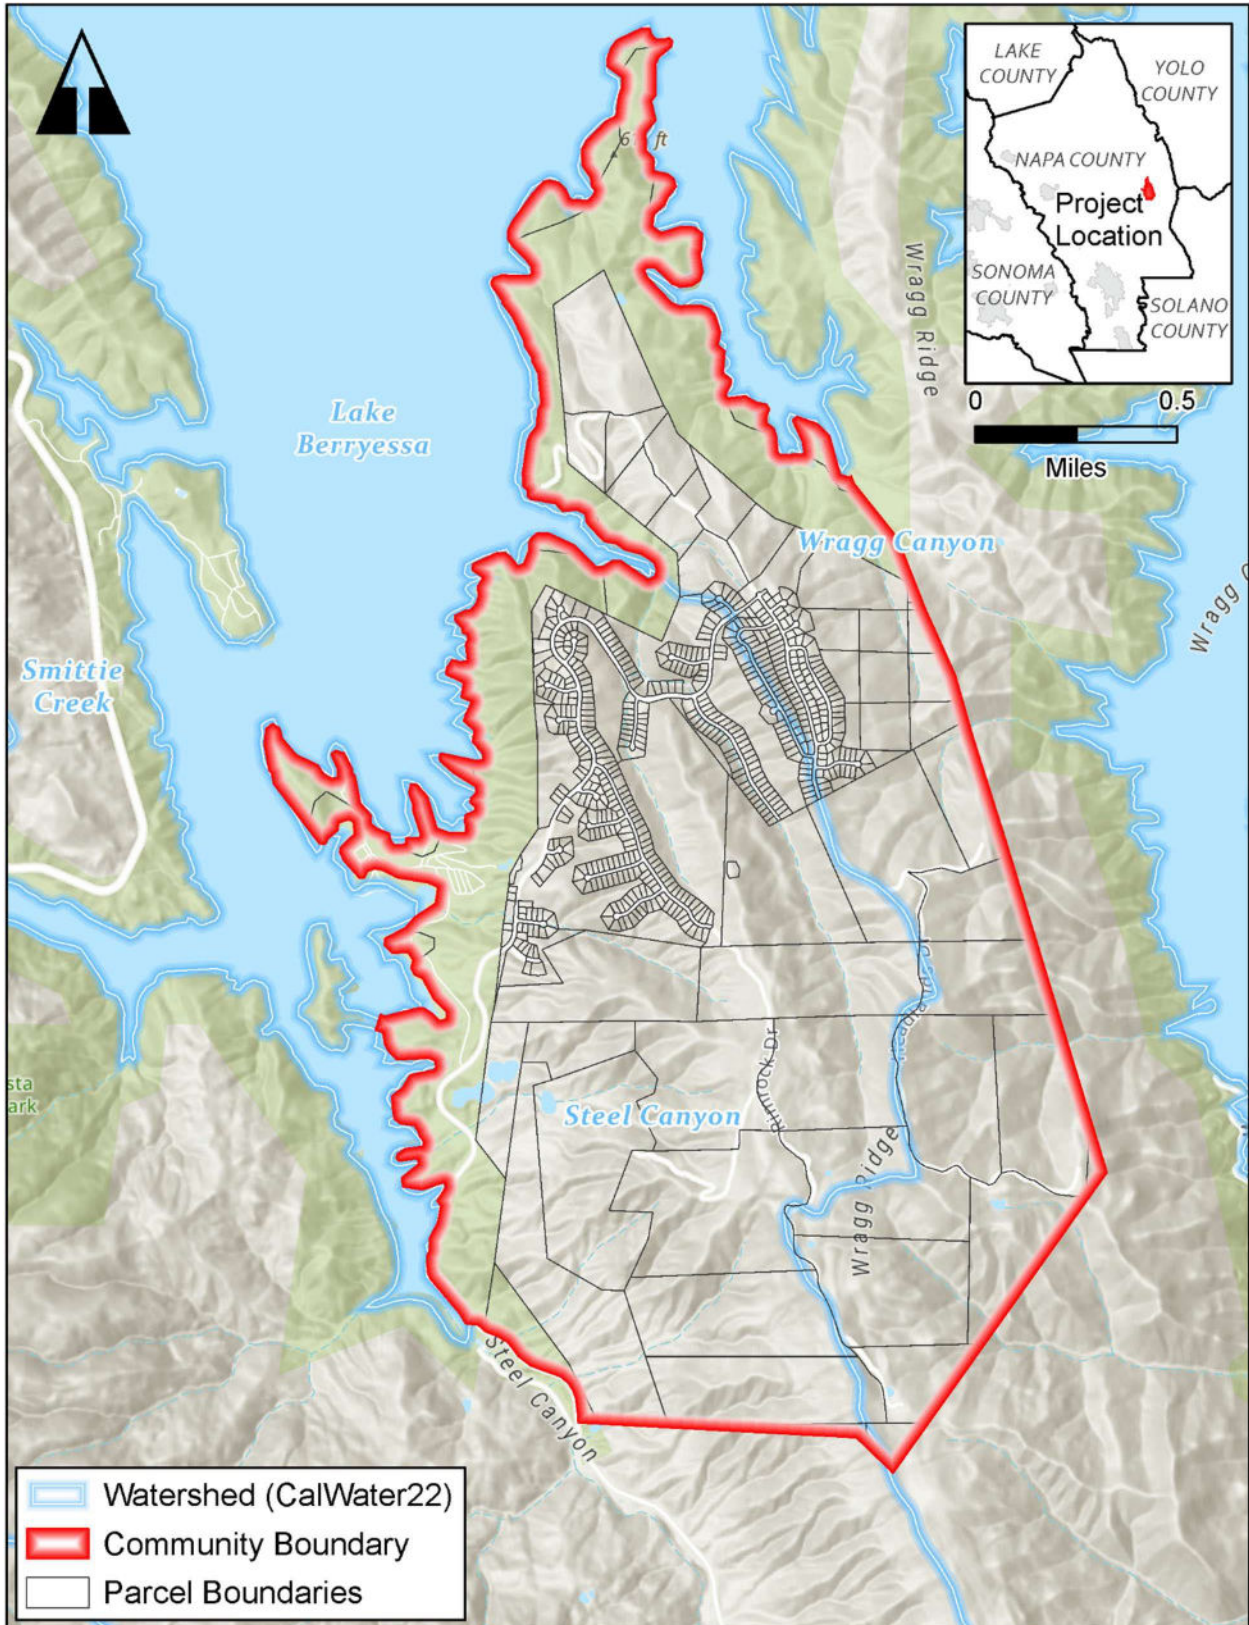 LAKE
COUNTY
YOLO
COUNTY
NAPA COUNTY
Project
Location
SONOMA
COUNTY
SOLANO
COUNTY
0 0.5
Miles
ft
Wragg Ridge
Lake
Berryessa
Wragg Canyon
Wragg
Smittie
Creek
Rimrock Dr
Steel Canyon
Wragg Ridge
Steel Canyon
Watershed (CalWater22)
Community Boundary
Parcel Boundaries